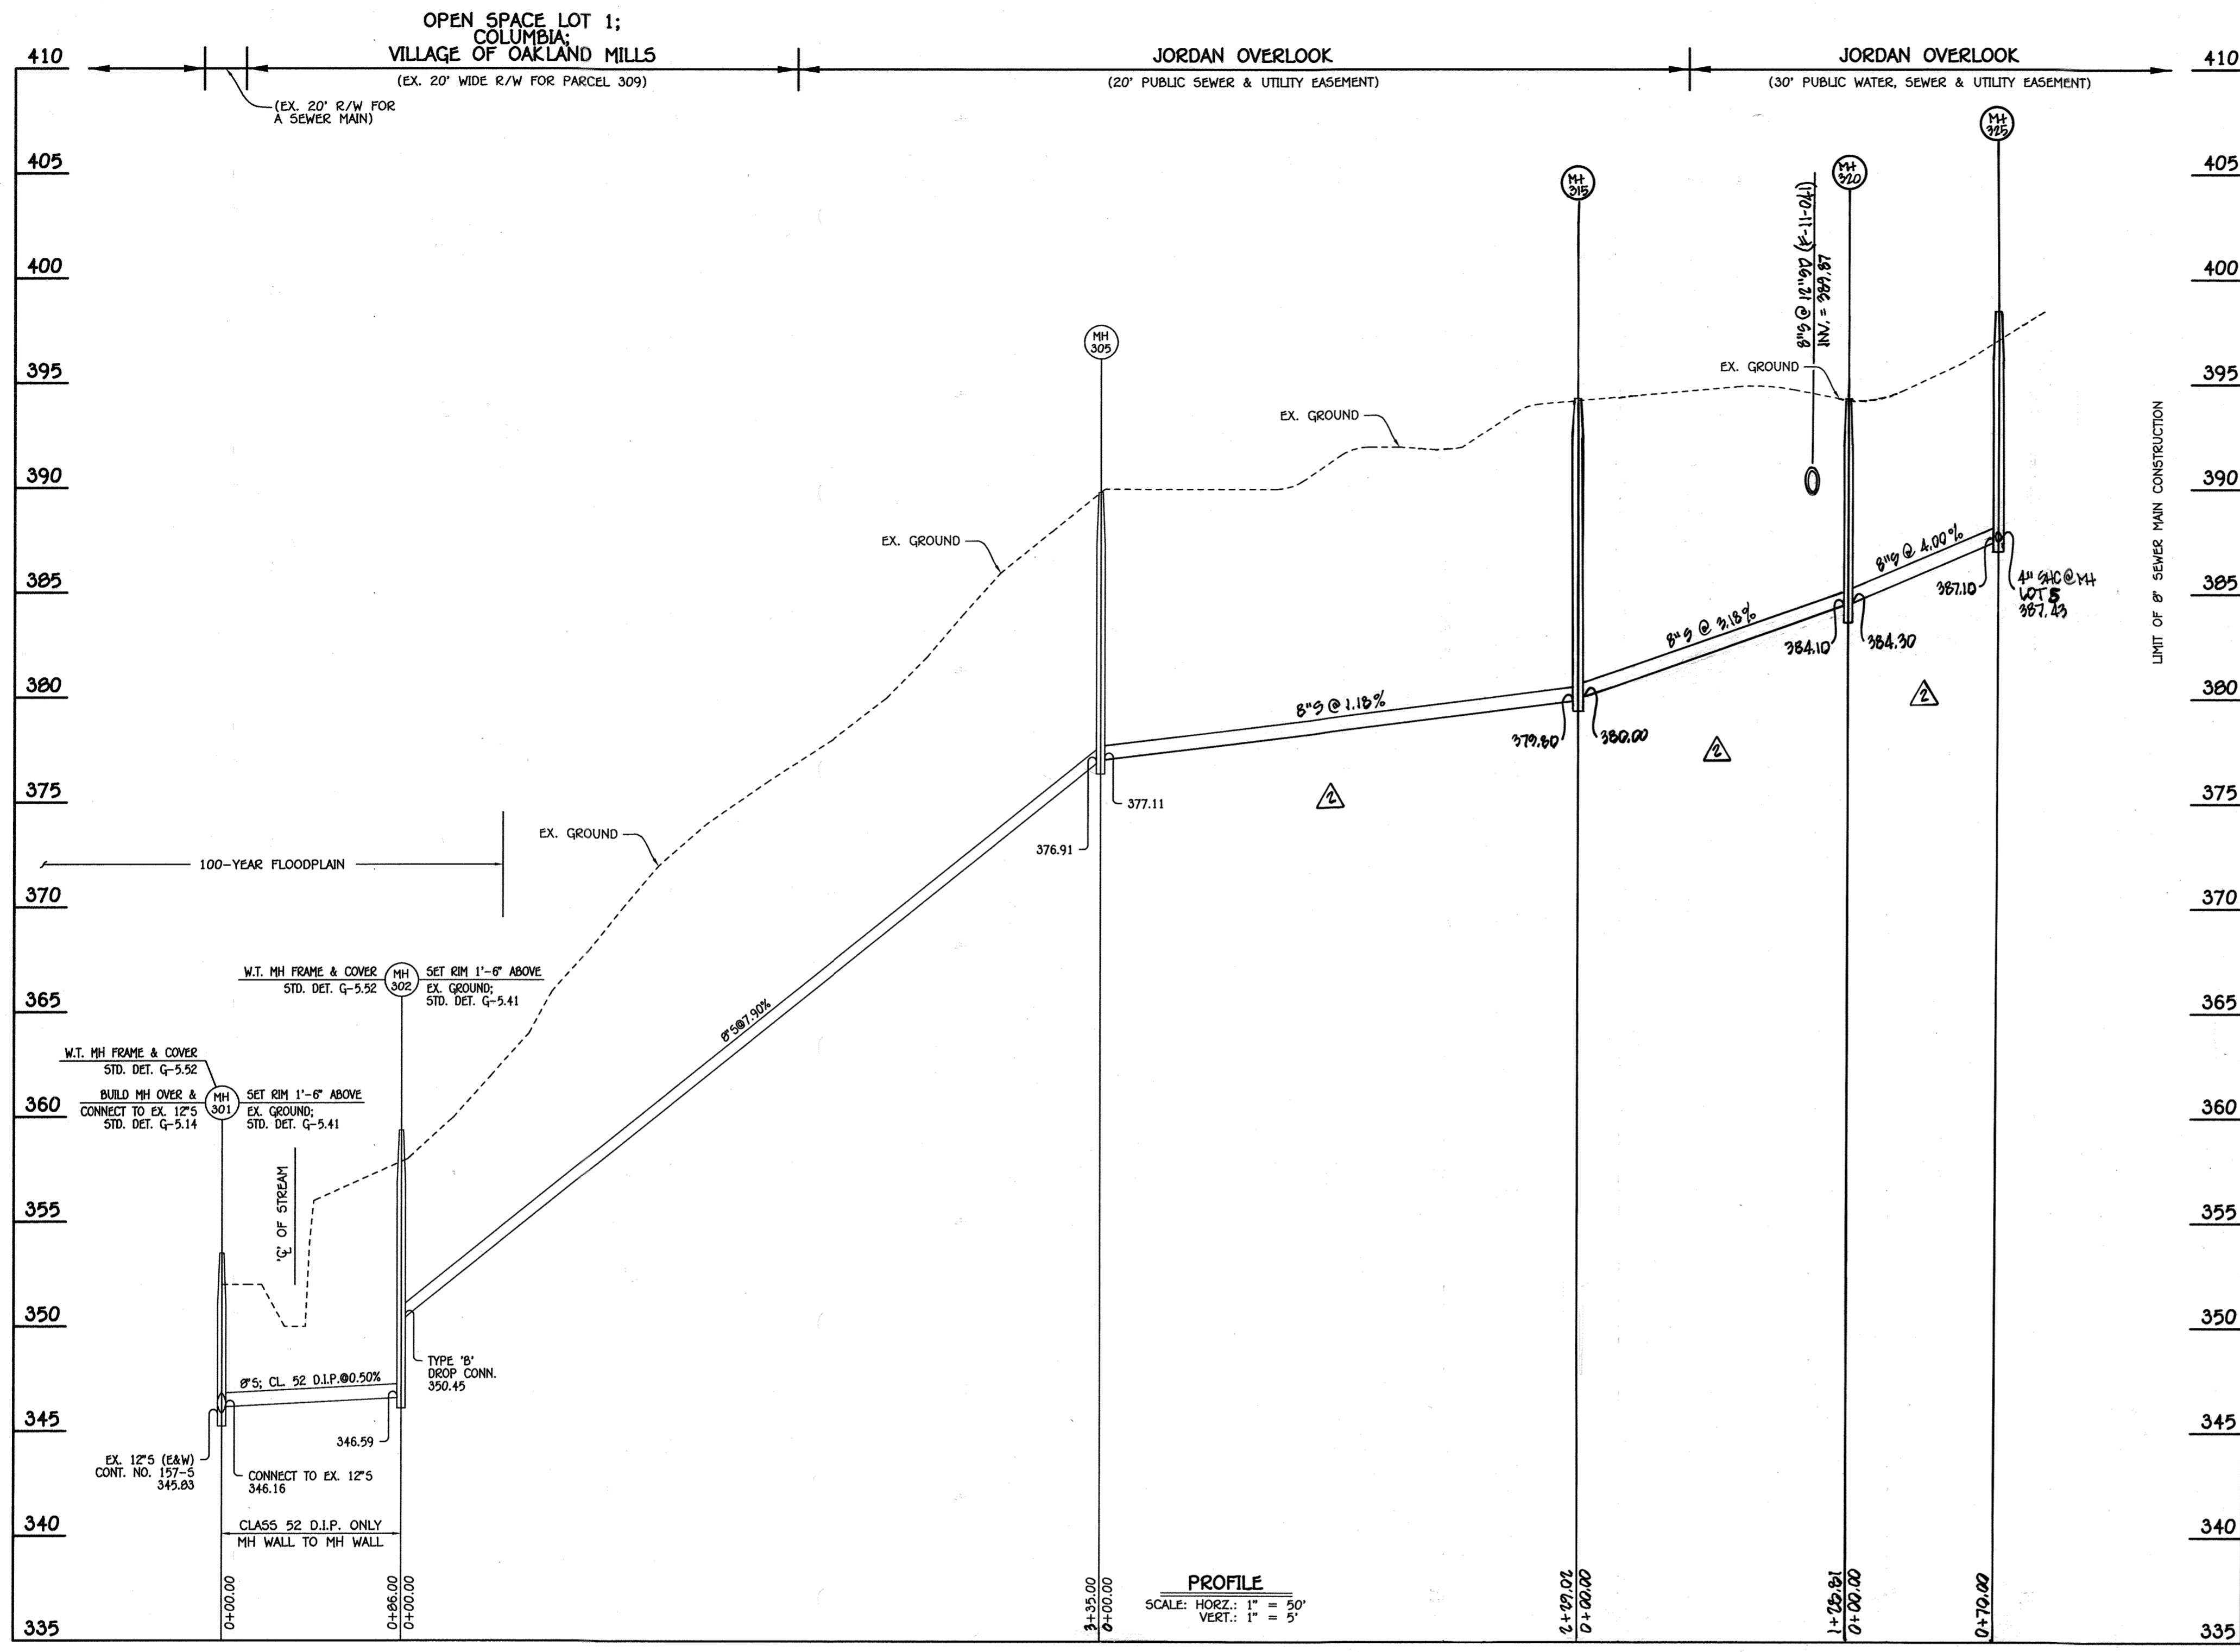 OPEN SPACE LOT 1;
COLUMBIA;
VILLAGE OF OAKLAND MILLS
(EX. 20' WIDE R/W FOR PARCEL 309)
(EX. 20' R/W FOR
A SEWER MAIN)
JORDAN OVERLOOK
(20' PUBLIC SEWER & UTILITY EASEMENT)
JORDAN OVERLOOK
(30' PUBLIC WATER, SEWER & UTILITY EASEMENT)
410
405
400
395
390
385
380
375
370
365
360
355
350
345
340
335
410
405
400
395
390
385
380
375
370
365
360
355
350
345
340
335
MH
325
MH
320
MH
315
8"S @ 12"SD (F-11-041)
INV. = 389.87
MH
305
EX. GROUND
EX. GROUND
EX. GROUND
EX. GROUND
LIMIT OF 8" SEWER MAIN CONSTRUCTION
8"S @ 4.00%
387.10
4" SHC @ MH
LOT 5
387.43
8"S @ 3.18%
384.10
384.30
8"S @ 1.18%
379.80
380.00
2
2
2
377.11
376.91
100-YEAR FLOODPLAIN
8"S@7.90%
W.T. MH FRAME & COVER
STD. DET. G-5.52
MH
302
SET RIM 1'-6" ABOVE
EX. GROUND;
STD. DET. G-5.41
W.T. MH FRAME & COVER
STD. DET. G-5.52
BUILD MH OVER &
CONNECT TO EX. 12"S
STD. DET. G-5.14
MH
301
SET RIM 1'-6" ABOVE
EX. GROUND;
STD. DET. G-5.41
'℄' OF STREAM
TYPE 'B'
DROP CONN.
350.45
8"S; CL. 52 D.I.P.@0.50%
346.59
EX. 12"S (E&W)
CONT. NO. 157-S
345.83
CONNECT TO EX. 12"S
346.16
CLASS 52 D.I.P. ONLY
MH WALL TO MH WALL
0+00.00
0+86.00
0+00.00
3+35.00
0+00.00
2+29.02
0+00.00
1+28.81
0+00.00
0+70.00
PROFILE
SCALE: HORZ.: 1" = 50'
VERT.: 1" = 5'